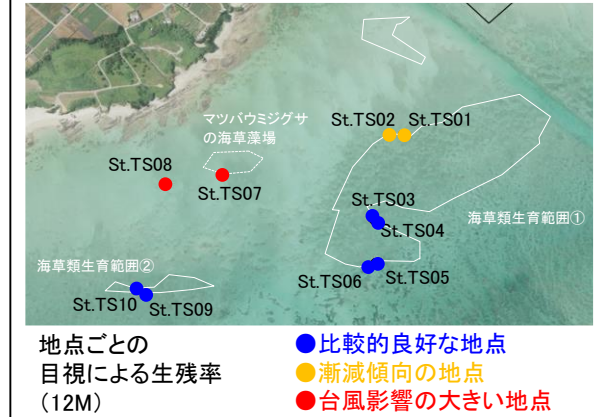 マツバウミジグサ
の海草藻場
St.TS02
St.TS01
St.TS08
St.TS07
St.TS03
St.TS04
海草類生育範囲①
海草類生育範囲②
St.TS06
St.TS05
St.TS10
St.TS09
地点ごとの
目視による生残率
(12M)
●比較的良好な地点
●漸減傾向の地点
●台風影響の大きい地点